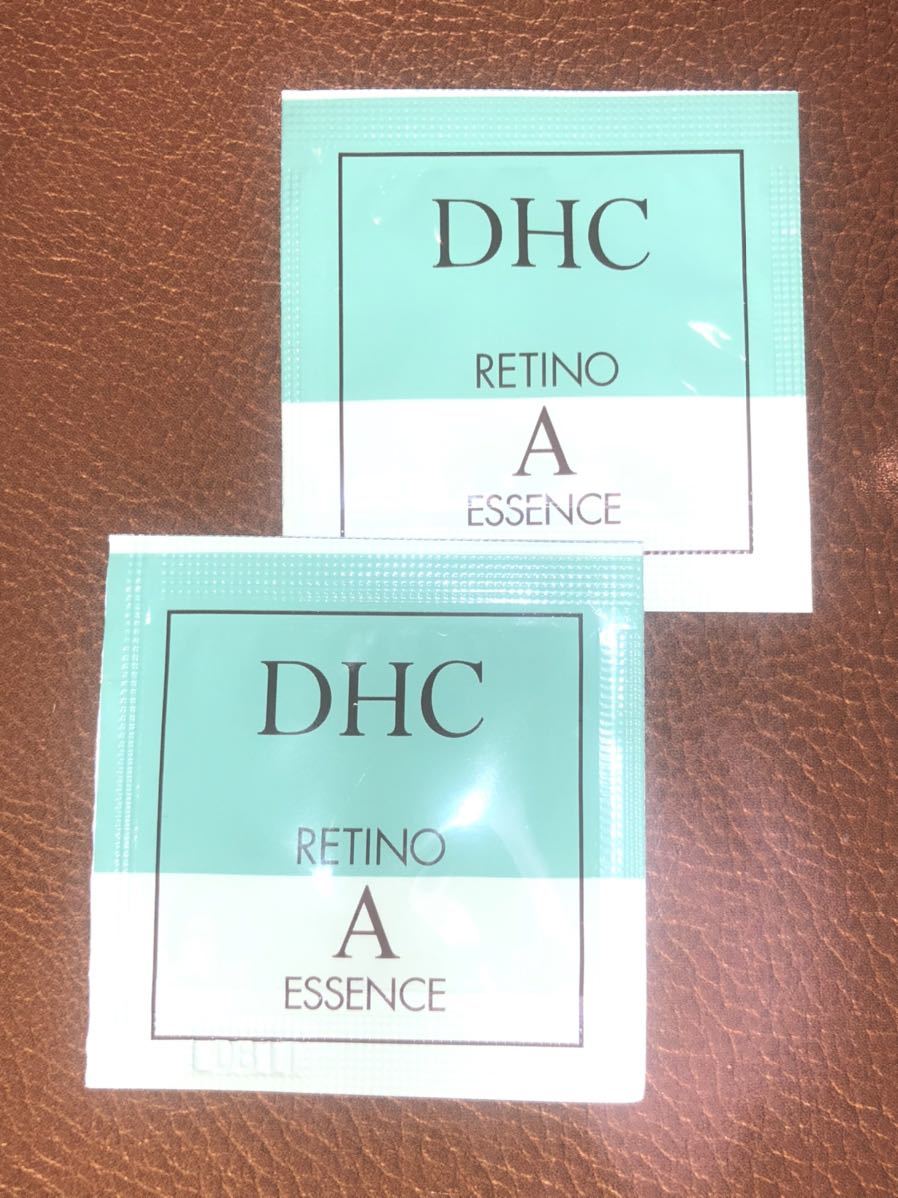 DHC
RETINO
A
ESSENCE
DHC
RETINO
A
ESSENCE